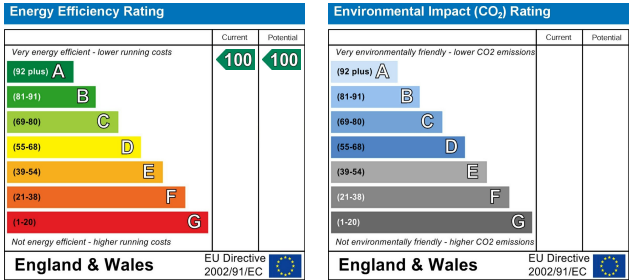 Energy Efficiency Rating
Current Potential
Very energy efficient - lower running costs
(92 plus) A
(81-91) B
(69-80) C
(55-68) D
(39-54) E
(21-38) F
(1-20) G
100 100
Not energy efficient - higher running costs
England & Wales
EU Directive
2002/91/EC
Environmental Impact (CO2) Rating
Current Potential
Very environmentally friendly - lower CO2 emissions
(92 plus) A
(81-91) B
(69-80) C
(55-68) D
(39-54) E
(21-38) F
(1-20) G
Not environmentally friendly - higher CO2 emissions
England & Wales
EU Directive
2002/91/EC